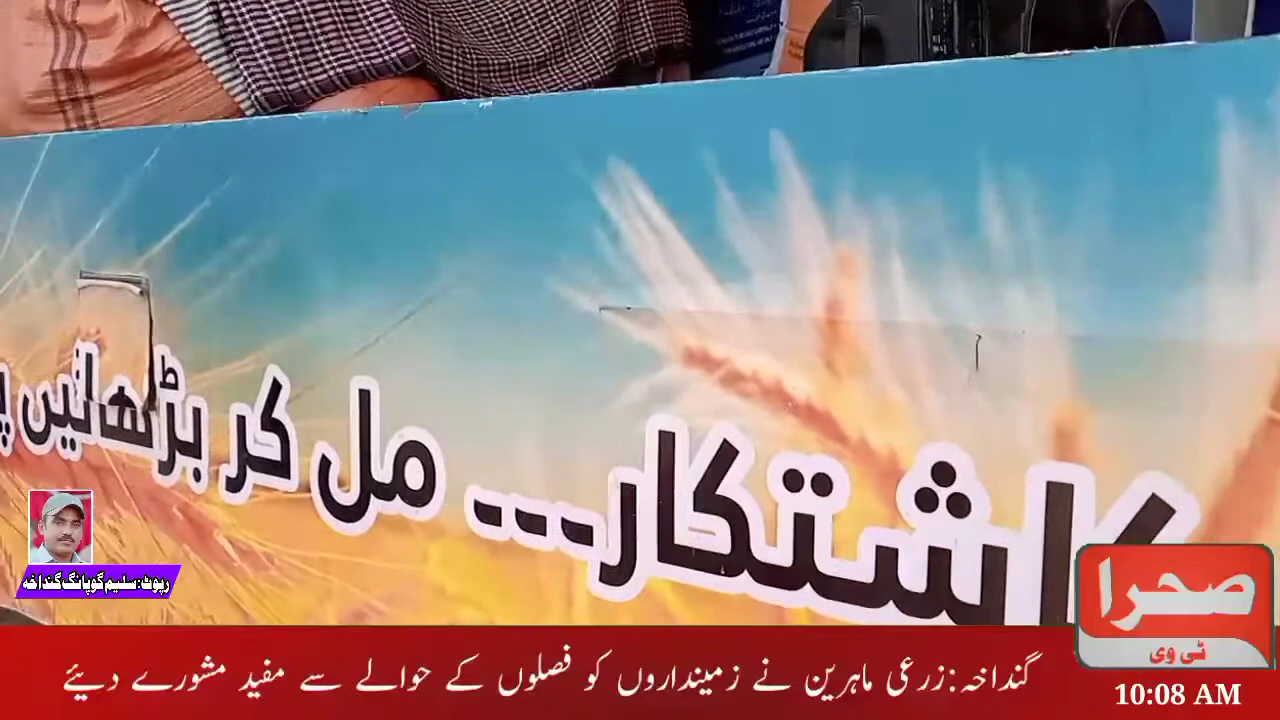 کاشتکار... مل کر بڑھائیں
رپوٹ:سلیم گوپانگ گنداخہ
صحرا
ٹی وی
گنداخہ:زرعی ماہرین نے زمینداروں کو فصلوں کے حوالے سے مفید مشورے دیئے
10:08 AM